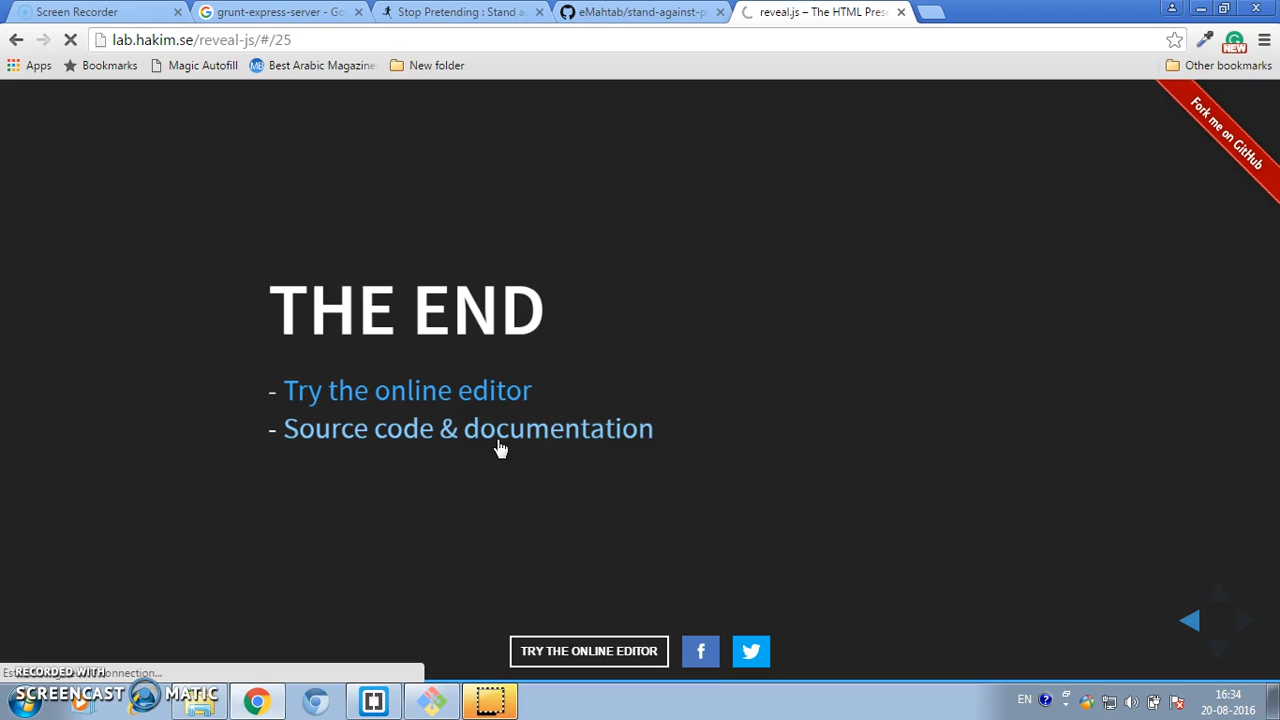 Screen Recorder
grunt-express-server - Go
Stop Pretending : Stand a
eMahtab/stand-against-p
reveal.js – The HTML Pres
lab.hakim.se/reveal-js/#/25
NEW
Apps
Bookmarks
Magic Autofill
MB
Best Arabic Magazine
New folder
Other bookmarks
Fork me on GitHub
THE END
- Try the online editor
- Source code & documentation
TRY THE ONLINE EDITOR
RECORDED WITH
onnection...
SCREENCAST MATIC
EN
16:34
20-08-2016